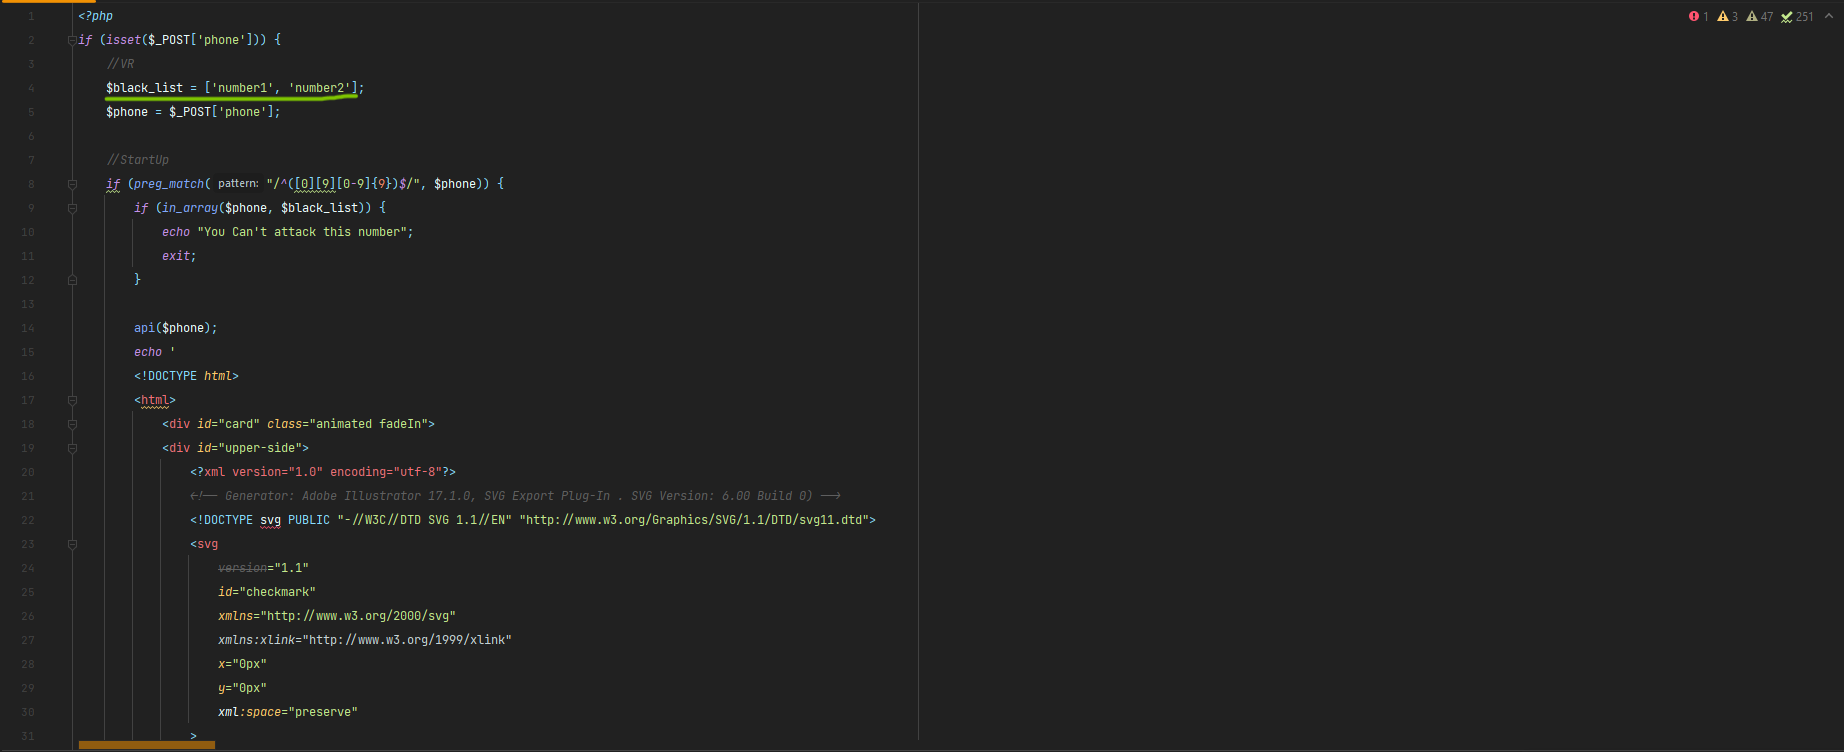 1 <?php
2 if (isset($_POST['phone'])) {
3 //VR
4 $black_list = ['number1', 'number2'];
5 $phone = $_POST['phone'];
6
7 //StartUp
8 if (preg_match( pattern: "/^([0][9][0-9]{9})$/", $phone)) {
9 if (in_array($phone, $black_list)) {
10 echo "You Can't attack this number";
11 exit;
12 }
13
14 api($phone);
15 echo '
16 <!DOCTYPE html>
17 <html>
18 <div id="card" class="animated fadeIn">
19 <div id="upper-side">
20 <?xml version="1.0" encoding="utf-8"?>
21 <!-- Generator: Adobe Illustrator 17.1.0, SVG Export Plug-In . SVG Version: 6.00 Build 0) -->
22 <!DOCTYPE svg PUBLIC "-//W3C//DTD SVG 1.1//EN" "http://www.w3.org/Graphics/SVG/1.1/DTD/svg11.dtd">
23 <svg
24 version="1.1"
25 id="checkmark"
26 xmlns="http://www.w3.org/2000/svg"
27 xmlns:xlink="http://www.w3.org/1999/xlink"
28 x="0px"
29 y="0px"
30 xml:space="preserve"
31 >
1 3 47 251